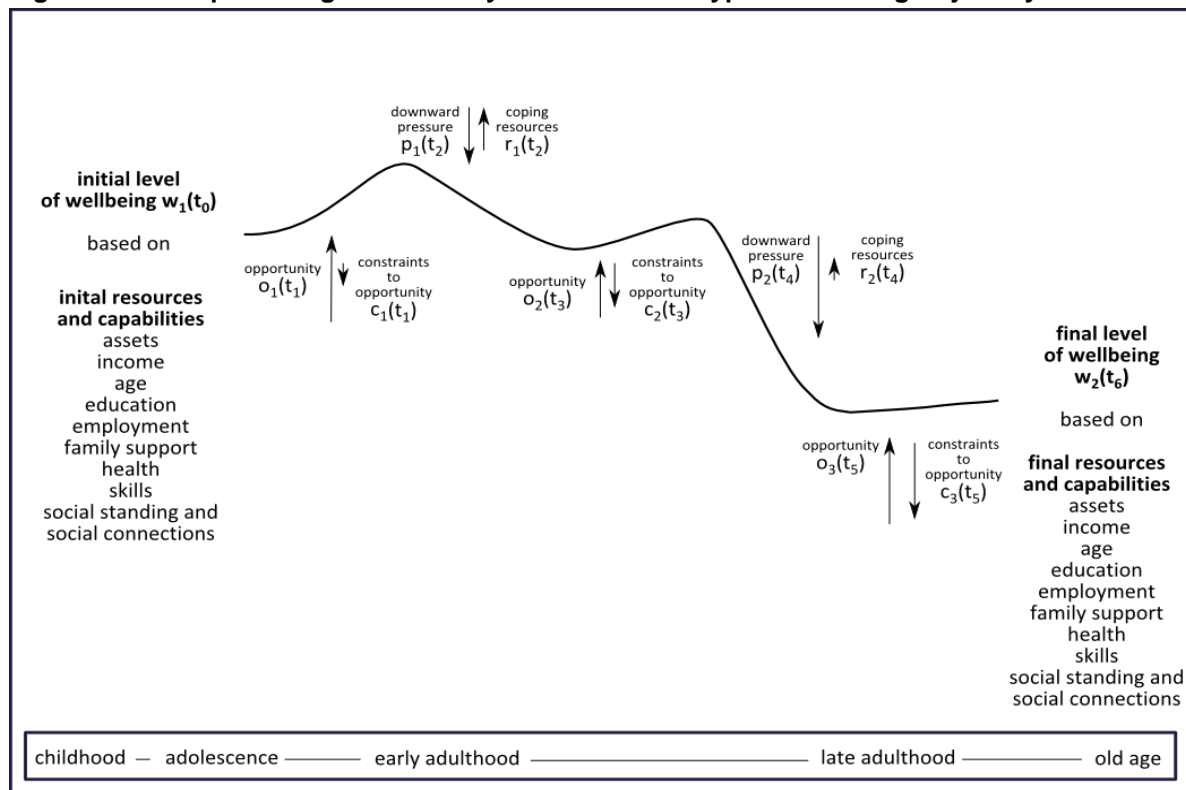 downward
pressure
p₁(t₂)
coping
resources
r₁(t₂)
initial level
of wellbeing w₁(t₀)
based on
inital resources
and capabilities
assets
income
age
education
employment
family support
health
skills
social standing and
social connections
opportunity
o₁(t₁)
constraints
to
opportunity
c₁(t₁)
opportunity
o₂(t₃)
constraints
to
opportunity
c₂(t₃)
downward
pressure
p₂(t₄)
coping
resources
r₂(t₄)
opportunity
o₃(t₅)
constraints
to
opportunity
c₃(t₅)
final level
of wellbeing
w₂(t₆)
based on
final resources
and capabilities
assets
income
age
education
employment
family support
health
skills
social standing and
social connections
childhood – adolescence ——— early adulthood ——— late adulthood ——— old age